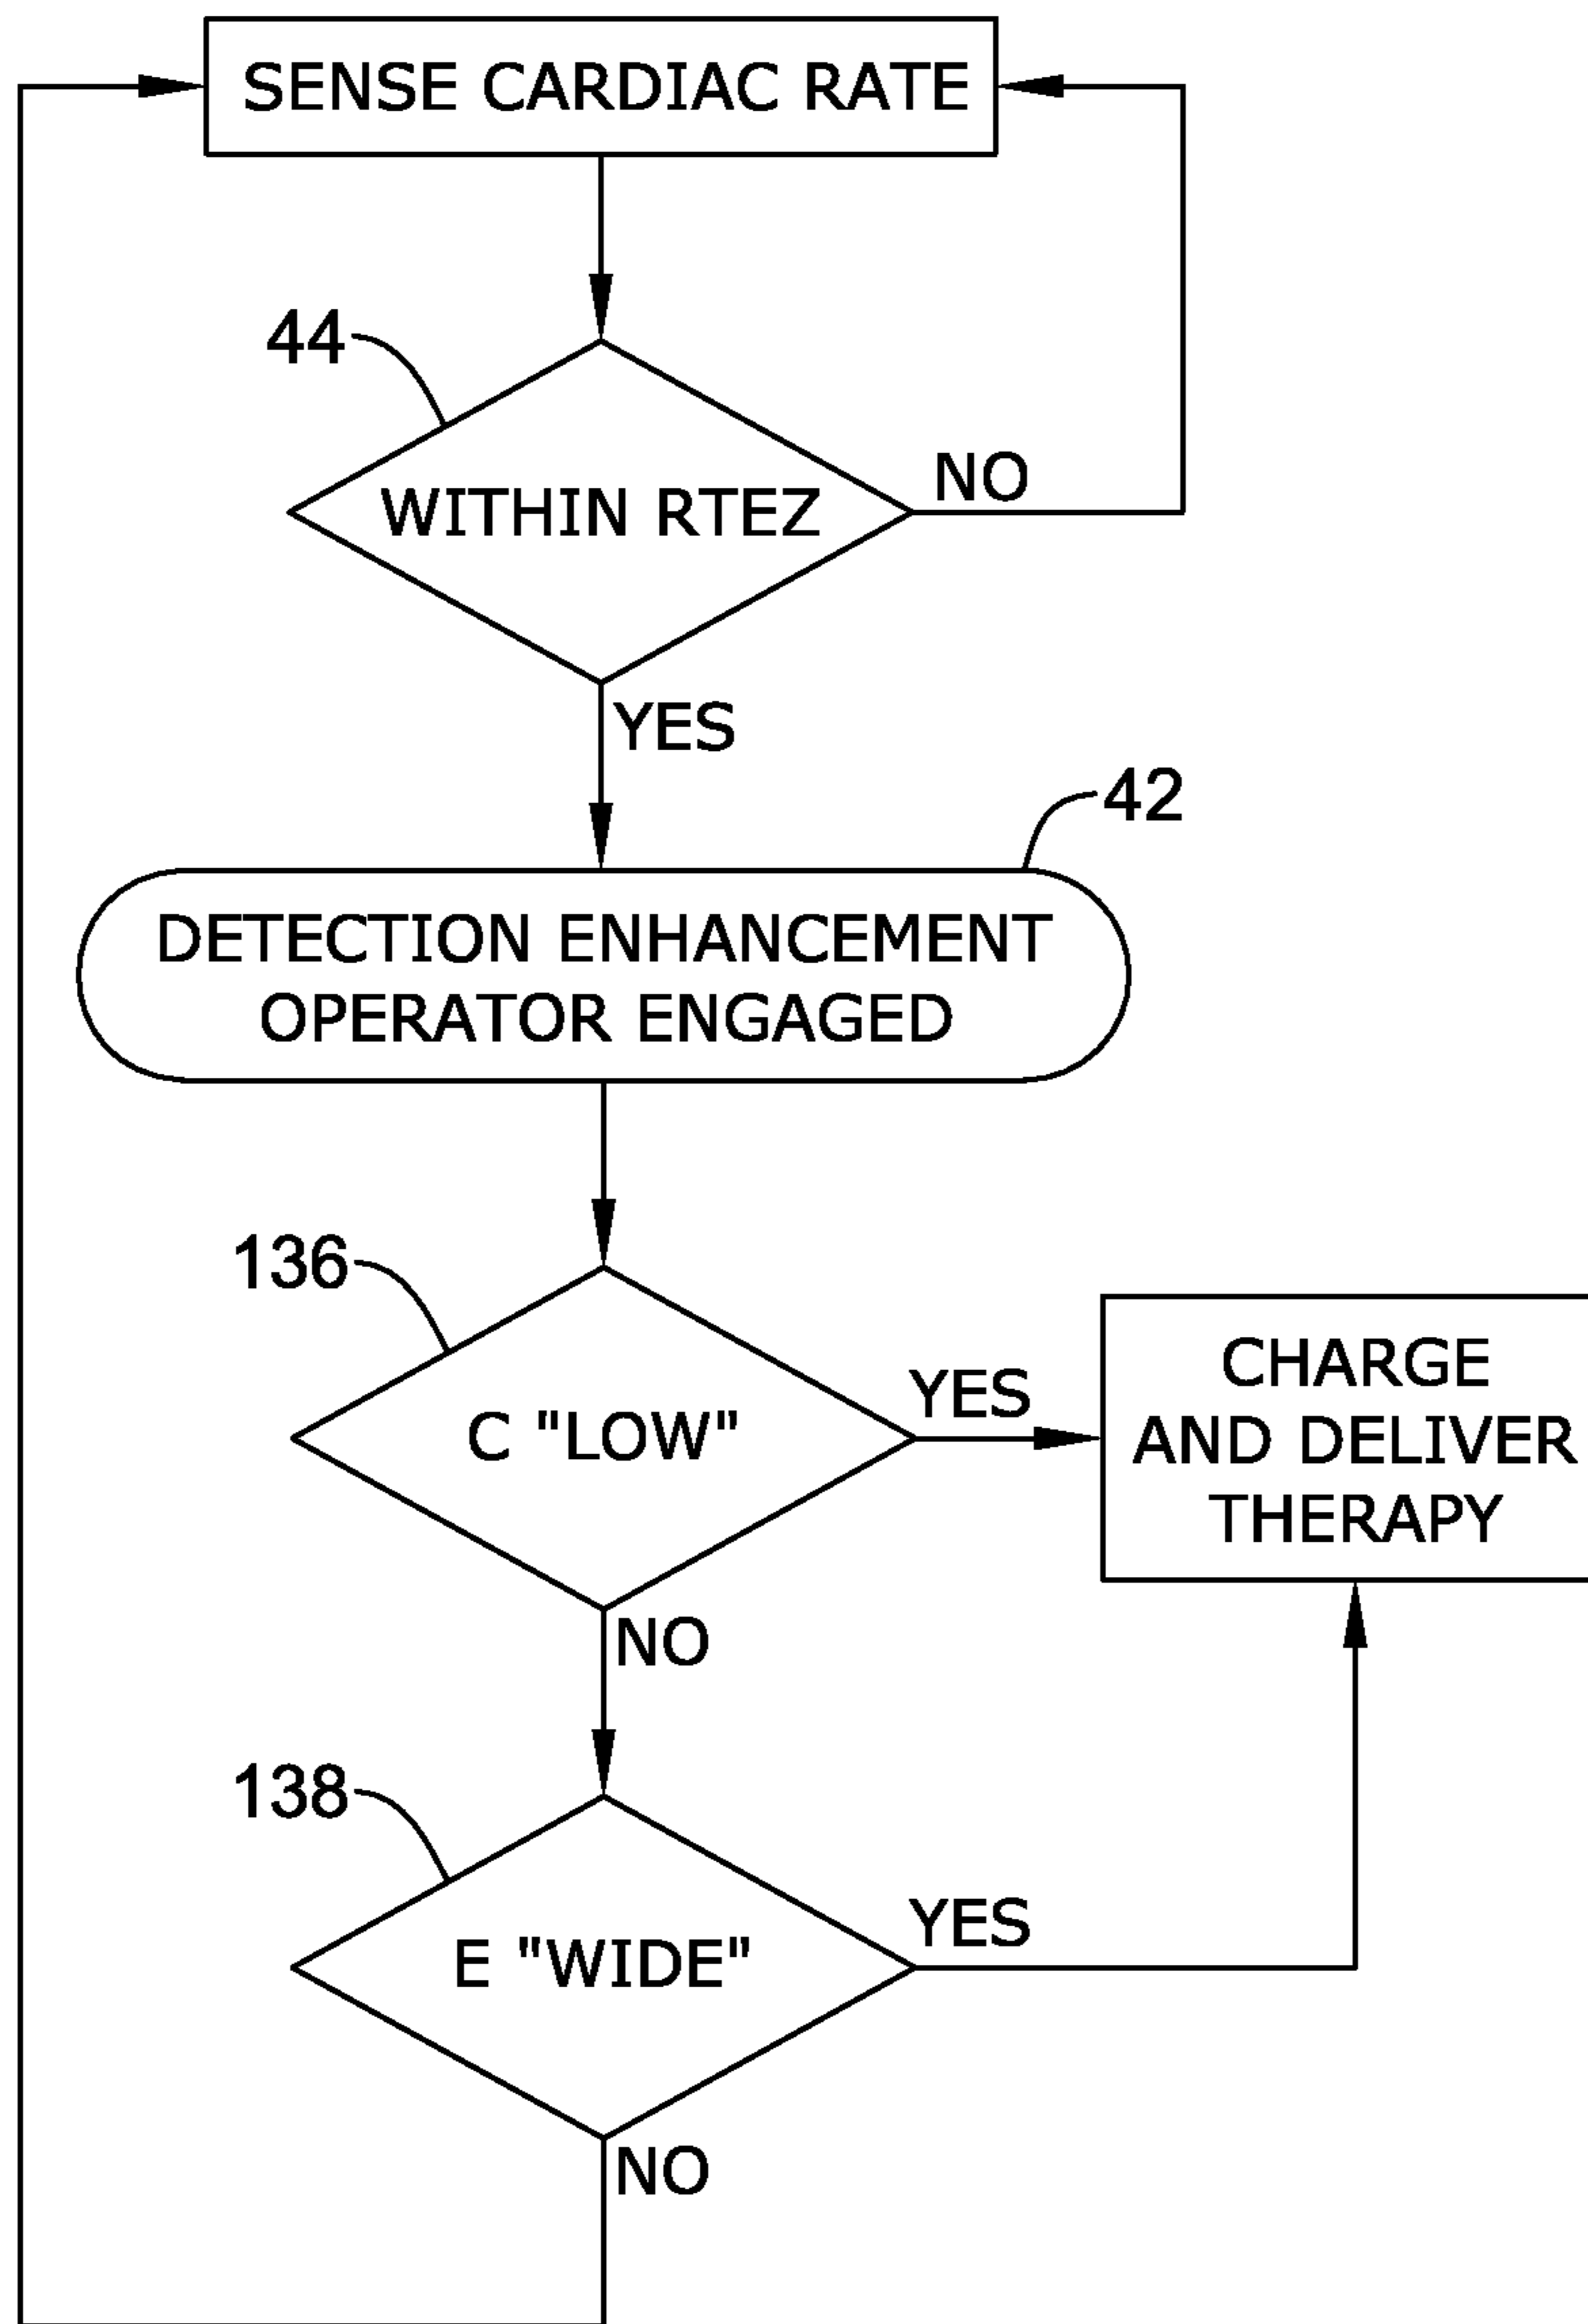 SENSE CARDIAC RATE
44
WITHIN RTEZ
NO
YES
42
DETECTION ENHANCEMENT
OPERATOR ENGAGED
136
C "LOW"
YES
CHARGE
AND DELIVER
THERAPY
NO
138
E "WIDE"
YES
NO